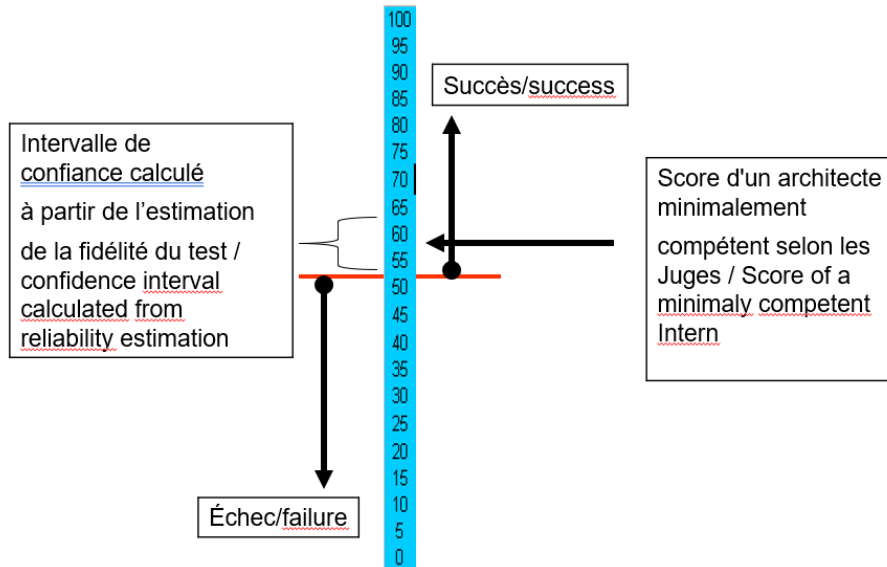 100
95
90
85
80
75
70
65
60
55
50
45
40
35
30
25
20
15
10
5
0
Succès/success
Intervalle de
confiance calculé
à partir de l’estimation
de la fidélité du test /
confidence interval
calculated from
reliability estimation
Score d'un architecte
minimalement
compétent selon les
Juges / Score of a
minimaly competent
Intern
Échec/failure